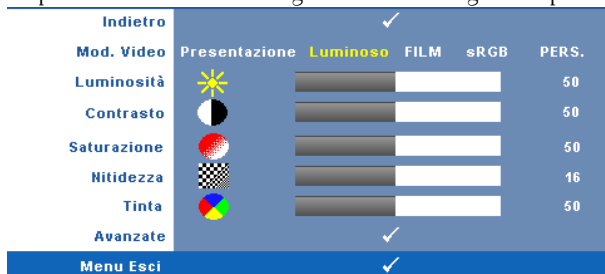 Indietro
Mod. Video Presentazione Luminoso FILM sRGB PERS.
Luminosità 50
Contrasto 50
Saturazione 50
Nitidezza 16
Tinta 50
Avanzate
Menu Esci